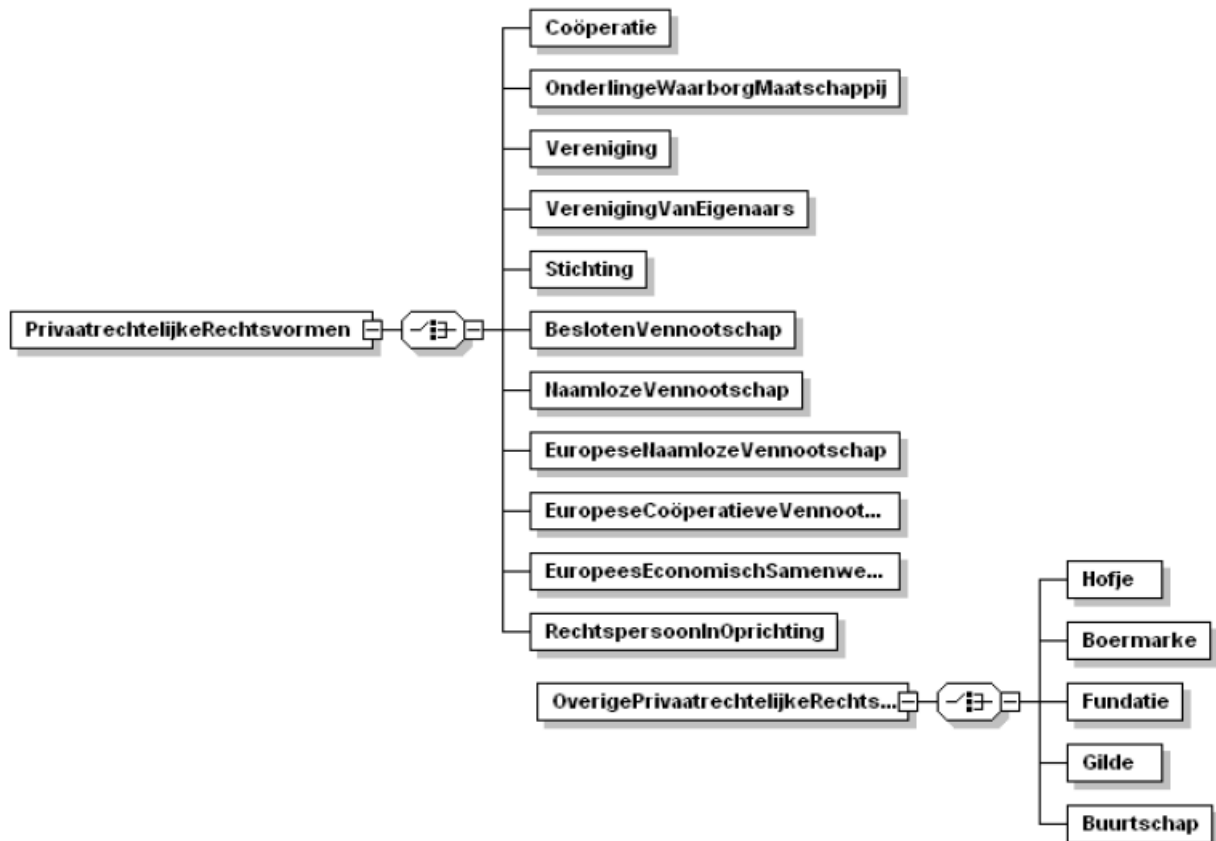 Coöperatie
OnderlingeWaarborgMaatschappij
Vereniging
VerenigingVanEigenaars
Stichting
PrivaatrechtelijkeRechtsvormen
BeslotenVennootschap
NaamlozeVennootschap
EuropeseNaamlozeVennootschap
EuropeseCoöperatieveVennoot...
EuropeesEconomischSamenwe...
RechtspersoonInOprichting
OverigePrivaatrechtelijkeRechts...
Hofje
Boermarke
Fundatie
Gilde
Buurtschap